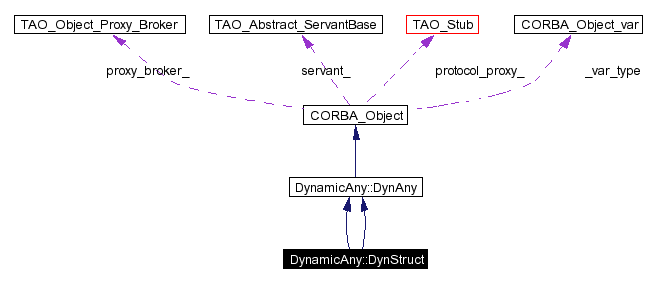 TAO_Object_Proxy_Broker
TAO_Abstract_ServantBase
TAO_Stub
CORBA_Object_var
proxy_broker_
servant_
protocol_proxy_
_var_type
CORBA_Object
DynamicAny::DynAny
DynamicAny::DynStruct